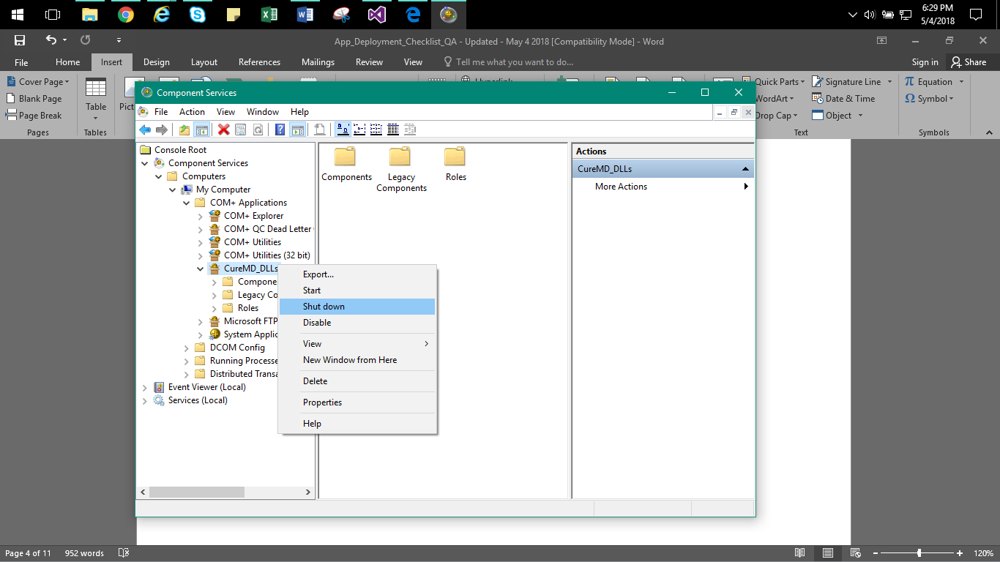 6:29 PM
5/4/2018
App_Deployment_Checklist_QA - Updated - May 4 2018 [Compatibility Mode] - Word
File Home Insert Design Layout References Mailings Review View Tell me what you want to do... Sign in Share
Cover Page
Blank Page
Page Break
Pages
Table
Tables
Hyperlink
Quick Parts
WordArt
Drop Cap
Signature Line
Date & Time
Object
Text
Equation
Symbol
Symbols
Component Services
File Action View Window Help
Console Root
Component Services
Computers
My Computer
COM+ Applications
COM+ Explorer
COM+ QC Dead Letter
COM+ Utilities
COM+ Utilities (32 bit)
CureMD_DLLs
Compone
Legacy Co
Roles
Microsoft FTP
System Applic
DCOM Config
Running Processe
Distributed Transa
Event Viewer (Local)
Services (Local)
Export...
Start
Shut down
Disable
View
New Window from Here
Delete
Properties
Help
Components
Legacy
Components
Roles
Actions
CureMD_DLLs
More Actions
Page 4 of 11 952 words
120%